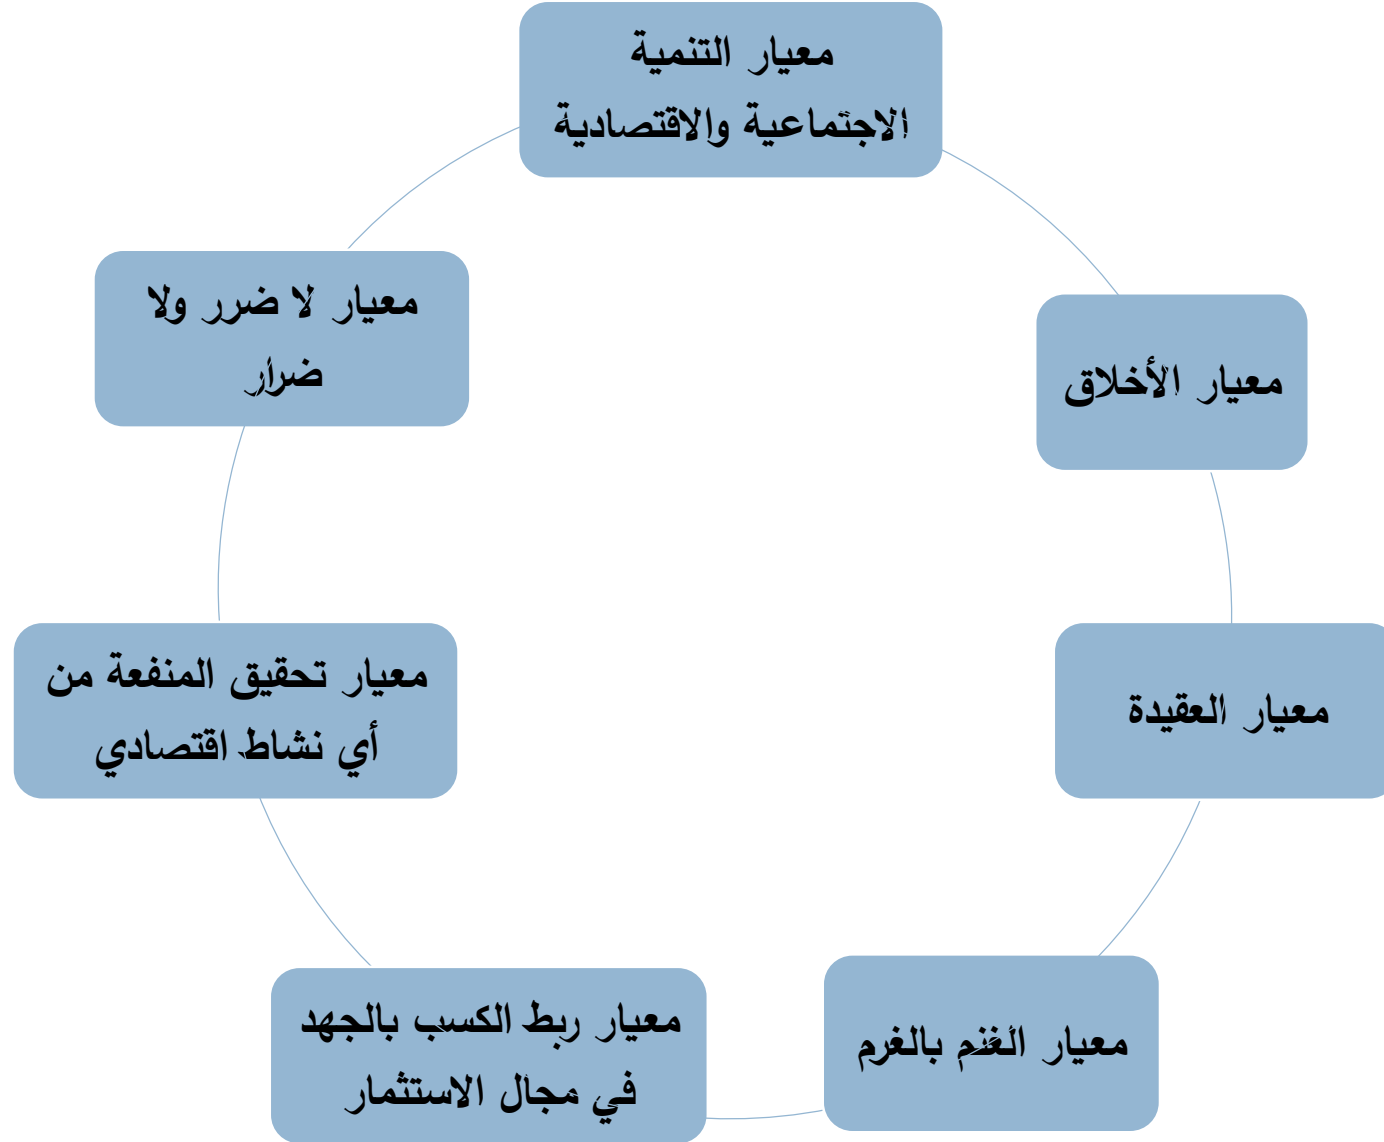 معيار التنمية
الاجتماعية والاقتصادية
معيار الأخلاق
معيار العقيدة
معيار الغنم بالغرم
معيار ربط الكسب بالجهد
في مجال الاستثمار
معيار تحقيق المنفعة من
أي نشاط اقتصادي
معيار لا ضرر ولا
ضرار